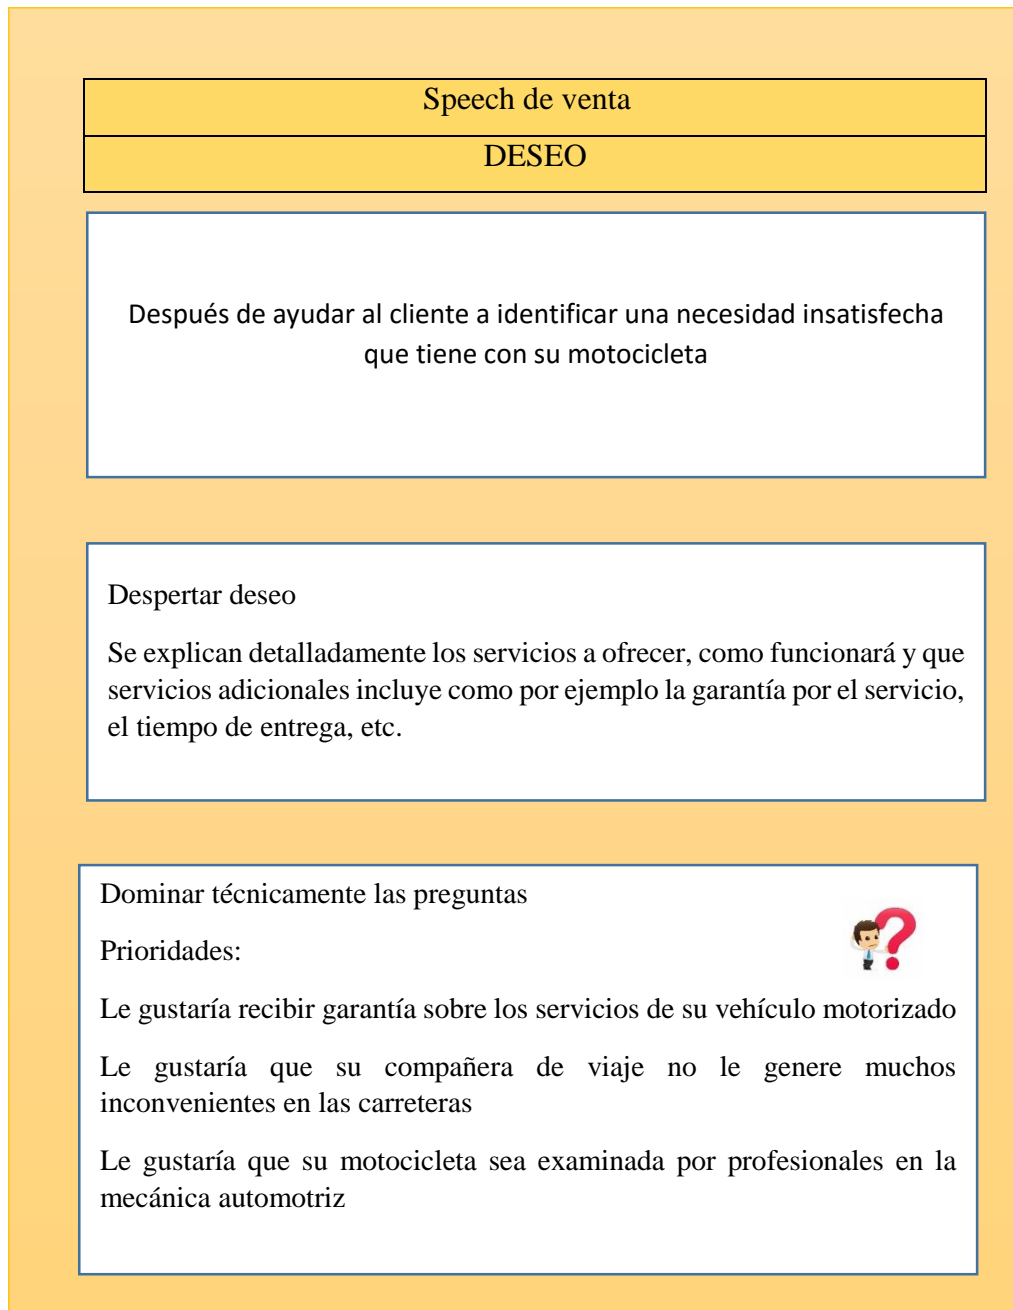 Speech de venta
DESEO
Después de ayudar al cliente a identificar una necesidad insatisfecha
que tiene con su motocicleta
Despertar deseo
Se explican detalladamente los servicios a ofrecer, como funcionará y que
servicios adicionales incluye como por ejemplo la garantía por el servicio,
el tiempo de entrega, etc.
Dominar técnicamente las preguntas
Prioridades:
Le gustaría recibir garantía sobre los servicios de su vehículo motorizado
Le gustaría que su compañera de viaje no le genere muchos
inconvenientes en las carreteras
Le gustaría que su motocicleta sea examinada por profesionales en la
mecánica automotriz